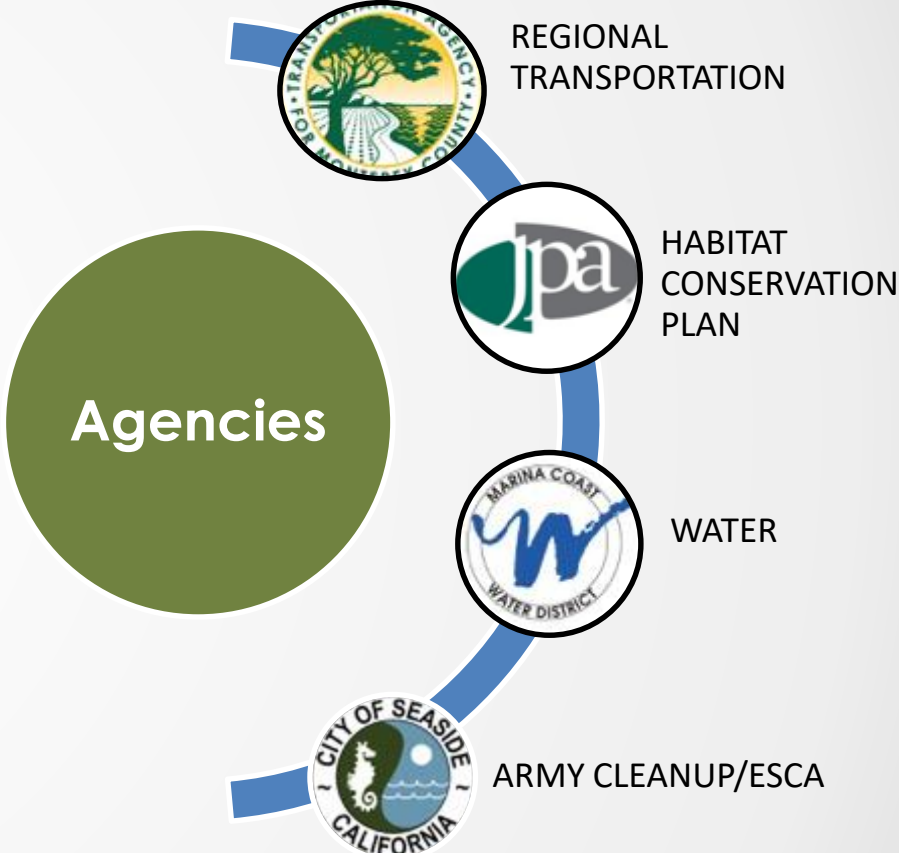 TRANSPORTATION AGENCY
FOR MONTEREY COUNTY
REGIONAL
TRANSPORTATION
jpa
HABITAT
CONSERVATION
PLAN
Agencies
MARINA COAST
WATER DISTRICT
WATER
CITY OF SEASIDE
CALIFORNIA
ARMY CLEANUP/ESCA